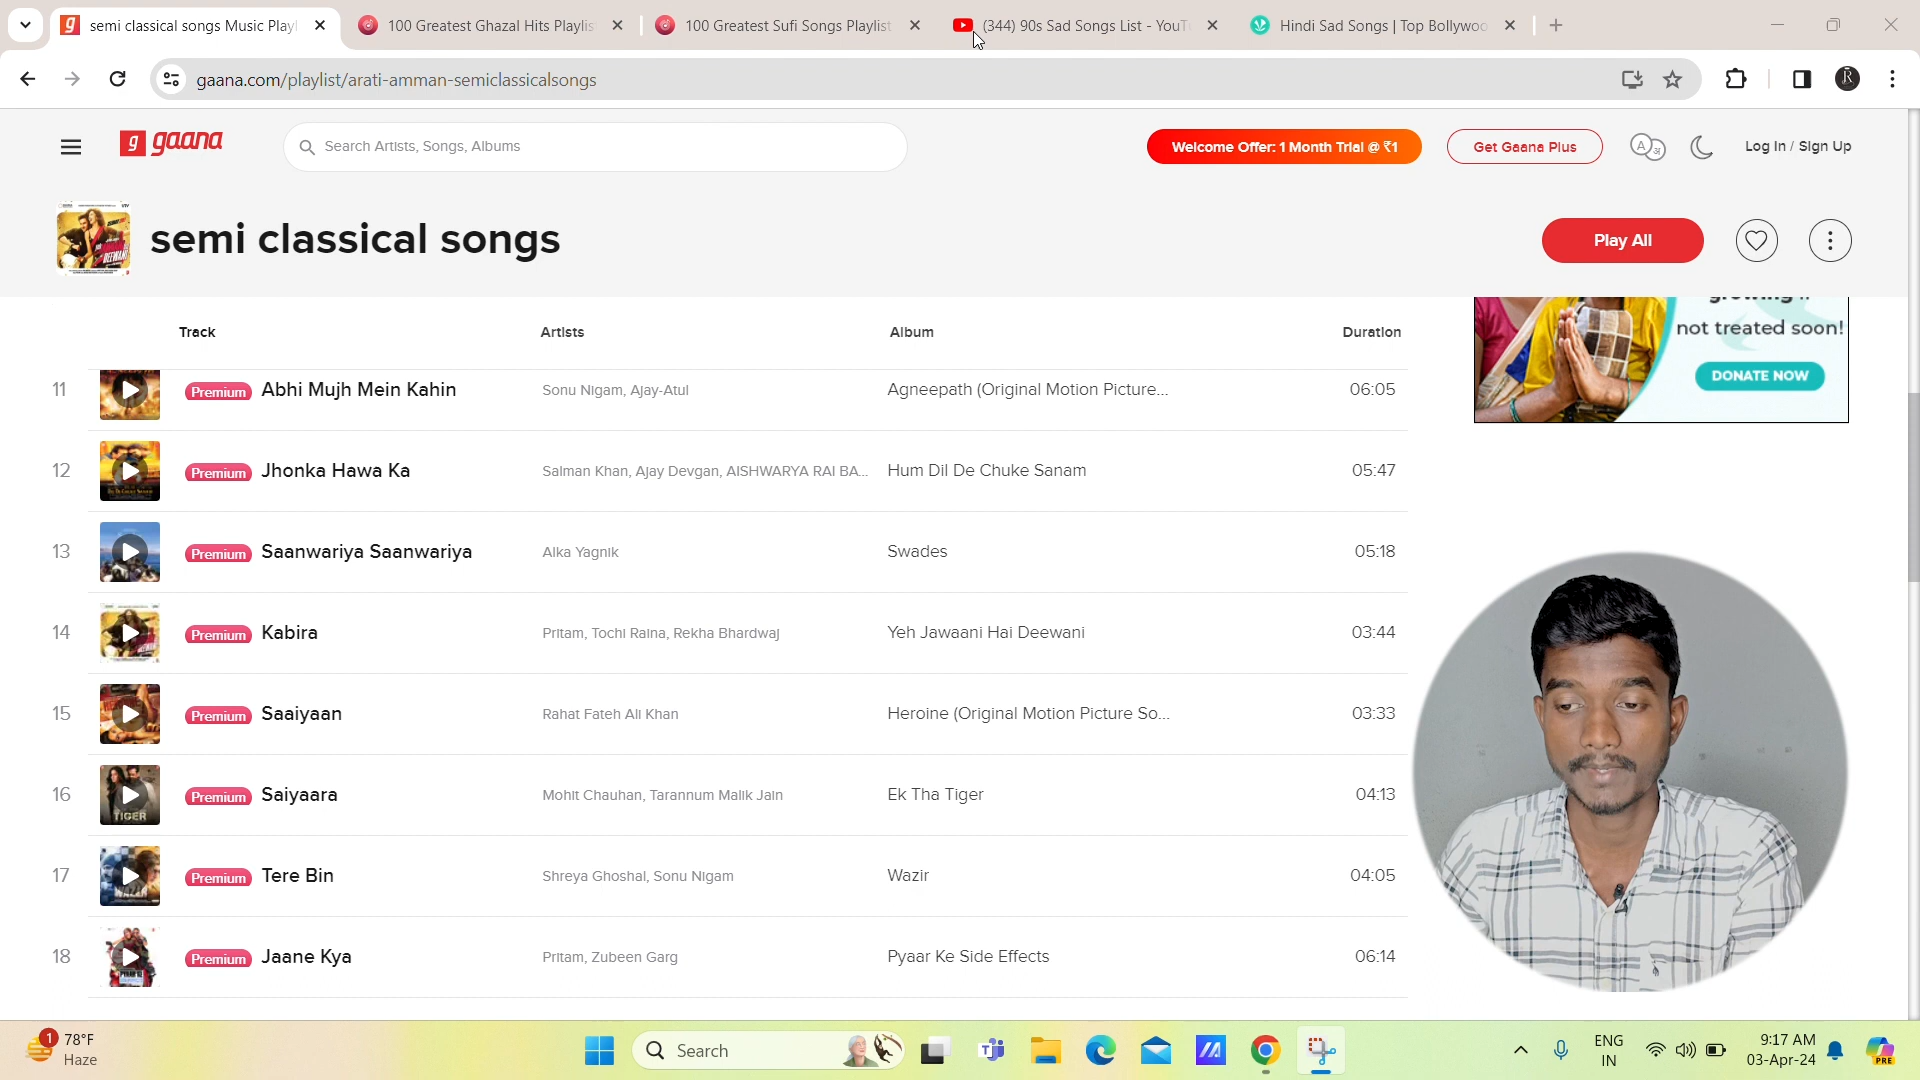 semi classical songs Music Playl
100 Greatest Ghazal Hits Playlis
100 Greatest Sufi Songs Playlist
(344) 90s Sad Songs List - YouT
Hindi Sad Songs | Top Bollywoo
gaana.com/playlist/arati-amman-semiclassicalsongs
R
g gaana
Search Artists, Songs, Albums
Welcome Offer: 1 Month Trial @ ₹1
Get Gaana Plus
A अ
Log In / Sign Up
semi classical songs
Play All
Track Artists Album Duration
not treated soon!
DONATE NOW
11 Premium Abhi Mujh Mein Kahin Sonu Nigam, Ajay-Atul Agneepath (Original Motion Picture... 06:05
12 Premium Jhonka Hawa Ka Salman Khan, Ajay Devgan, AISHWARYA RAI BA... Hum Dil De Chuke Sanam 05:47
13 Premium Saanwariya Saanwariya Alka Yagnik Swades 05:18
14 Premium Kabira Pritam, Tochi Raina, Rekha Bhardwaj Yeh Jawaani Hai Deewani 03:44
15 Premium Saaiyaan Rahat Fateh Ali Khan Heroine (Original Motion Picture So... 03:33
16 Premium Saiyaara Mohit Chauhan, Tarannum Malik Jain Ek Tha Tiger 04:13
17 Premium Tere Bin Shreya Ghoshal, Sonu Nigam Wazir 04:05
18 Premium Jaane Kya Pritam, Zubeen Garg Pyaar Ke Side Effects 06:14
1
78°F
Haze
Search
ENG
IN
9:17 AM
03-Apr-24
PRE